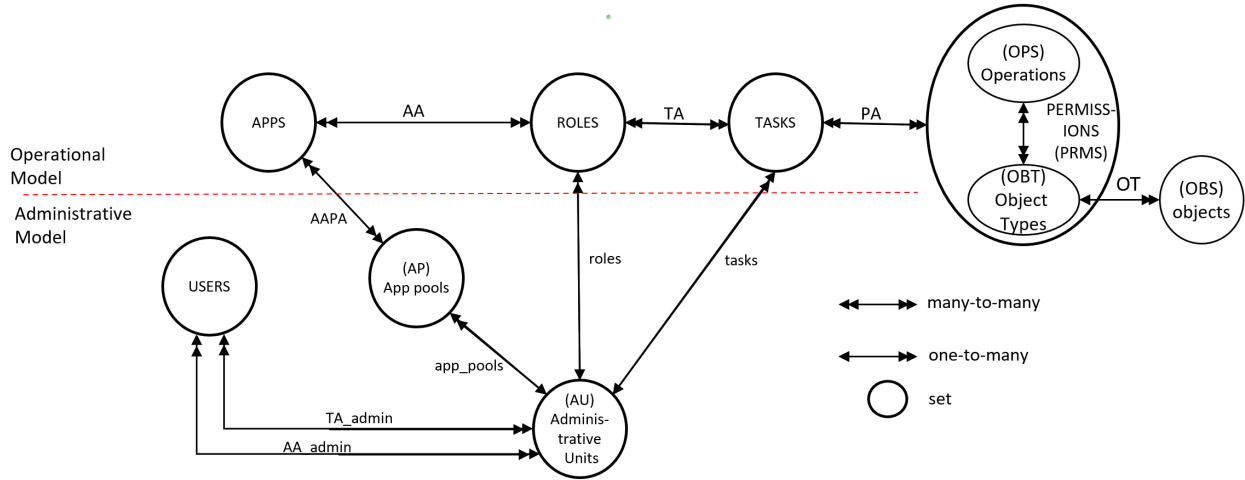 (OPS)
Operations
AA
TA
PA
APPS
ROLES
TASKS
PERMISS-
IONS
(PRMS)
Operational
Model
(OBT)
Object
Types
OT
(OBS)
objects
Administrative
Model
AAPA
USERS
(AP)
App pools
roles
tasks
app_pools
many-to-many
one-to-many
set
(AU)
Adminis-
trative
Units
TA_admin
AA_admin